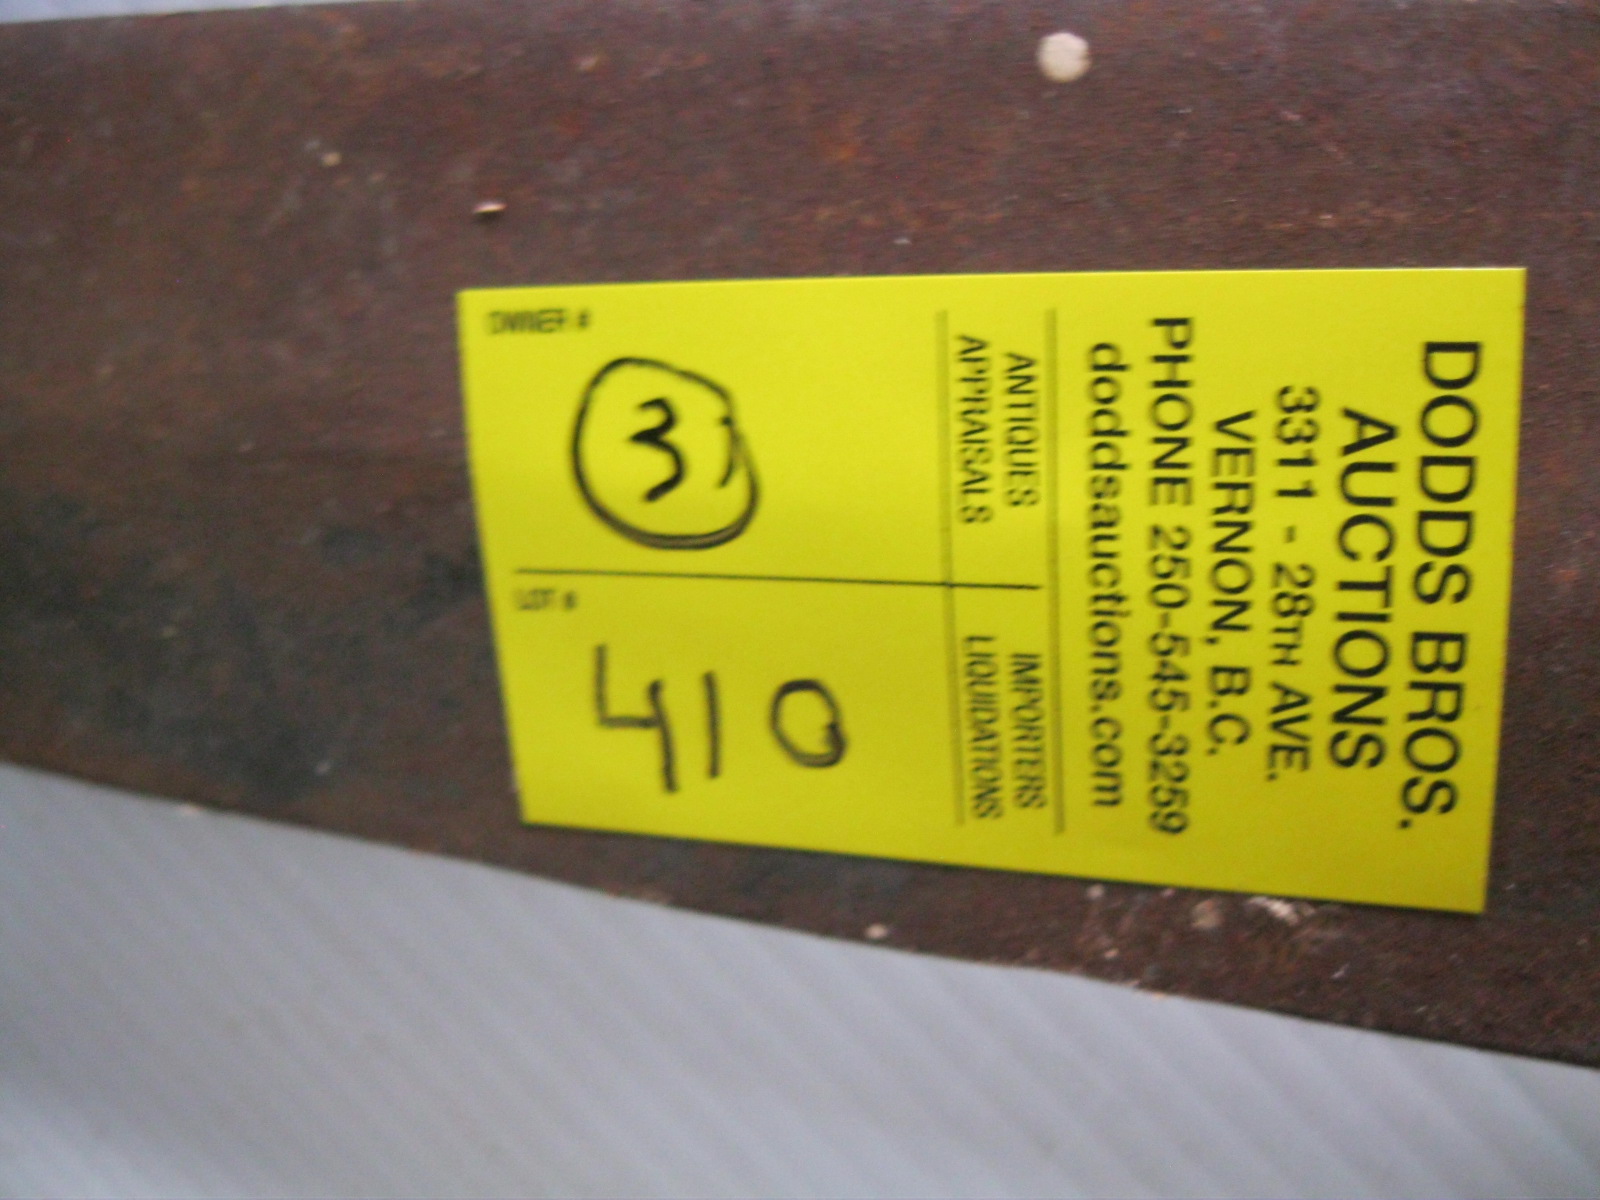 DODDS BROS.
AUCTIONS
3311 - 28TH AVE.
VERNON, B.C.
PHONE 250-545-3259
doddsauctions.com
ANTIQUES IMPORTERS
APPRAISALS LIQUIDATIONS
OWNER #
3
LOT #
410